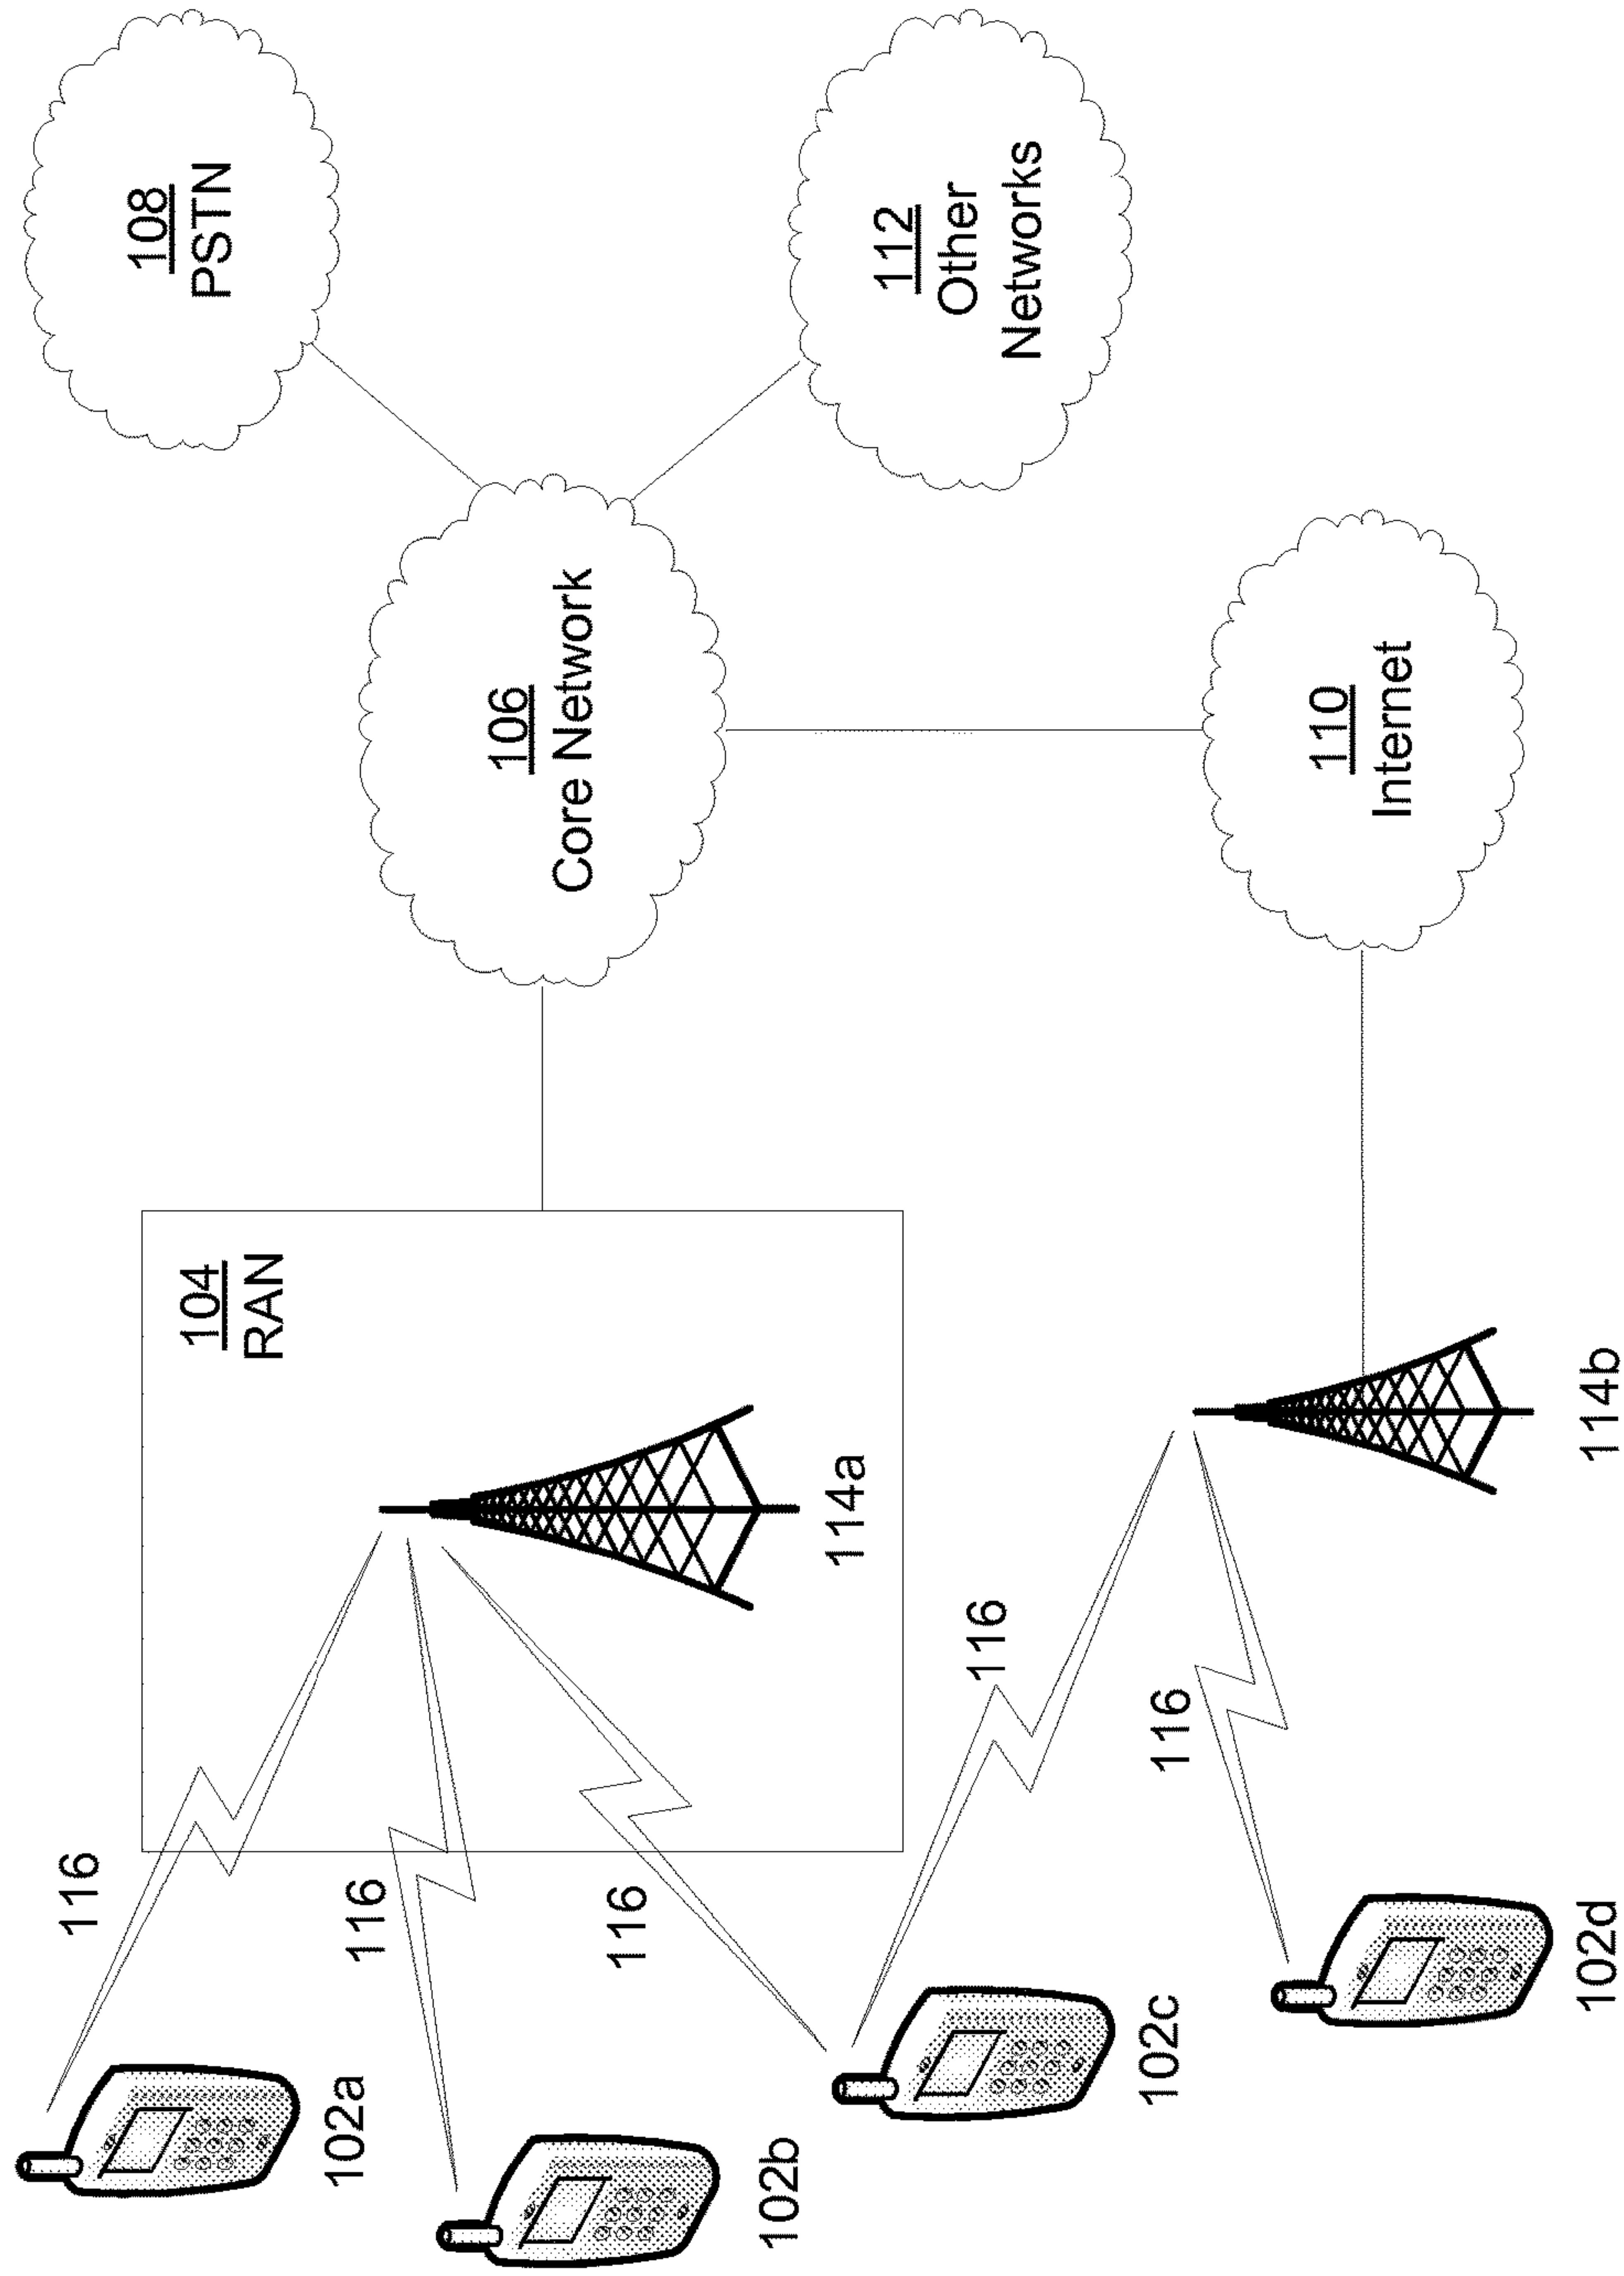 102a
116
102b
116
116
102c
116
102d
116
104
RAN
114a
114b
106
Core Network
110
Internet
108
PSTN
112
Other
Networks